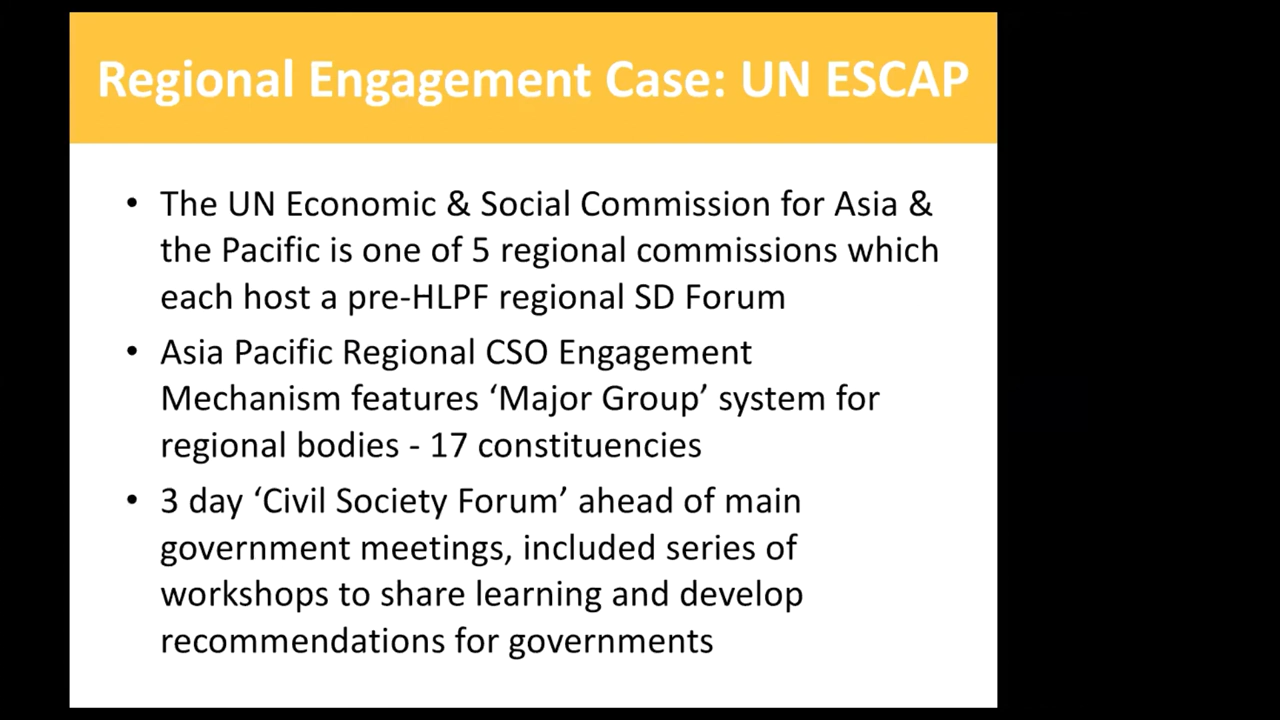 Regional Engagement Case: UN ESCAP
• The UN Economic & Social Commission for Asia &
the Pacific is one of 5 regional commissions which
each host a pre-HLPF regional SD Forum
• Asia Pacific Regional CSO Engagement
Mechanism features ‘Major Group’ system for
regional bodies - 17 constituencies
• 3 day ‘Civil Society Forum’ ahead of main
government meetings, included series of
workshops to share learning and develop
recommendations for governments